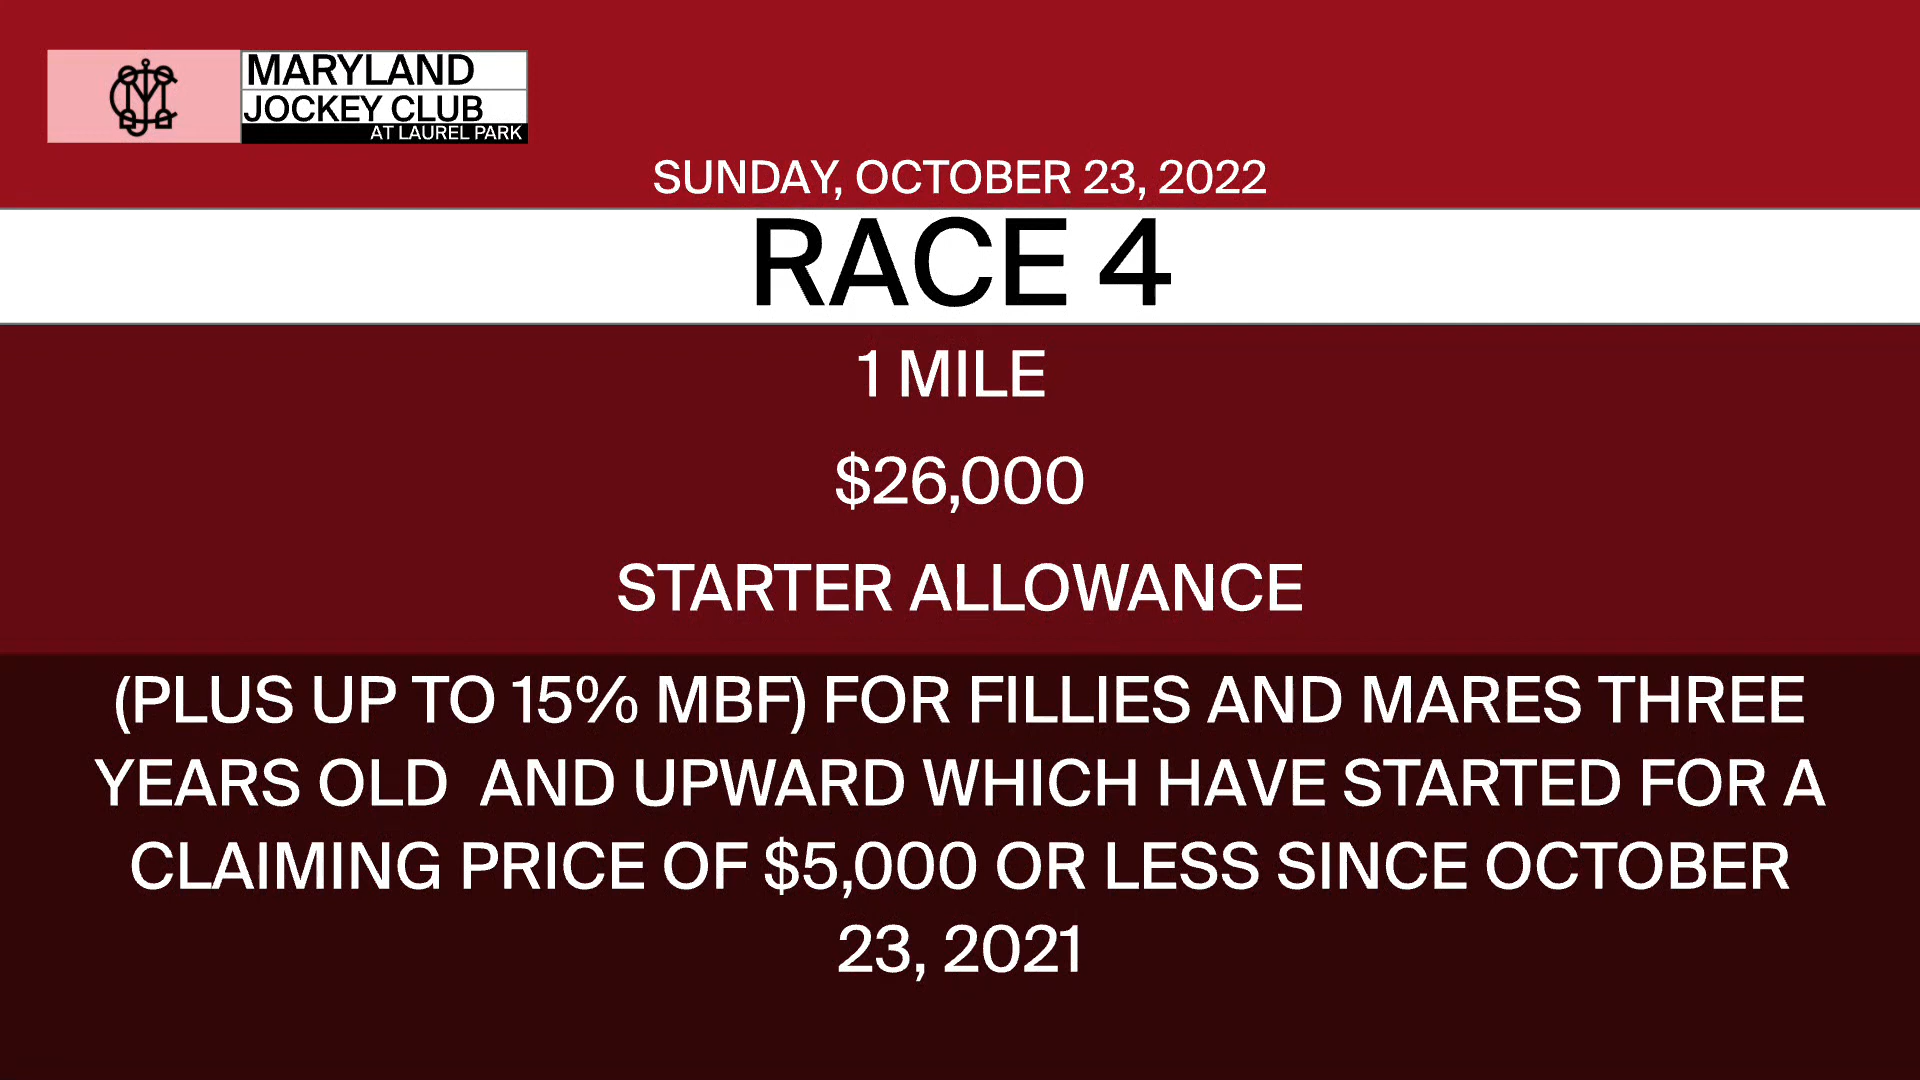 MARYLAND
JOCKEY CLUB
AT LAUREL PARK
SUNDAY, OCTOBER 23, 2022
RACE 4
1 MILE
$26,000
STARTER ALLOWANCE
(PLUS UP TO 15% MBF) FOR FILLIES AND MARES THREE
YEARS OLD  AND UPWARD WHICH HAVE STARTED FOR A
CLAIMING PRICE OF $5,000 OR LESS SINCE OCTOBER
23, 2021